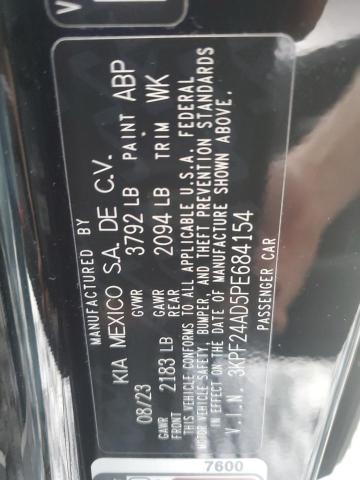 MANUFACTURED BY
KIA MEXICO S.A. DE C.V.
08/23 GVWR 3792 LB PAINT ABP
GAWR FRONT 2183 LB GAWR REAR 2094 LB TRIM WK
THIS VEHICLE CONFORMS TO ALL APPLICABLE U.S.A. FEDERAL
MOTOR VEHICLE SAFETY, BUMPER, AND THEFT PREVENTION STANDARDS
IN EFFECT ON THE DATE OF MANUFACTURE SHOWN ABOVE.
V.I.N. 3KPF24AD5PE684154
PASSENGER CAR
7600
V